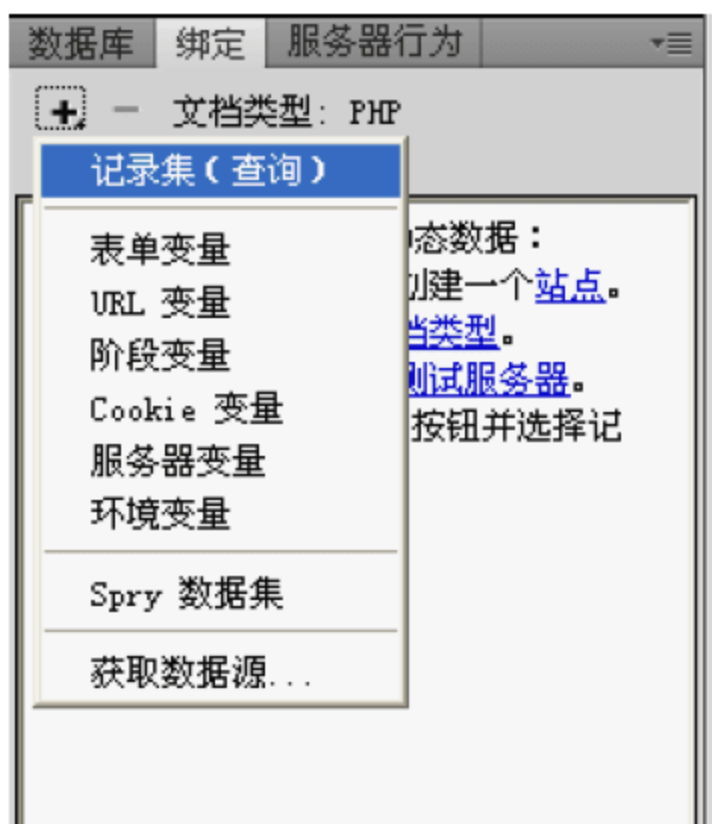 数据库 绑定 服务器行为
文档类型: PHP
记录集(查询)
表单变量
态数据：
URL 变量
建一个站点。
阶段变量
类型。
Cookie 变量
测试服务器。
服务器变量
按钮并选择记
环境变量
Spry 数据集
获取数据源...